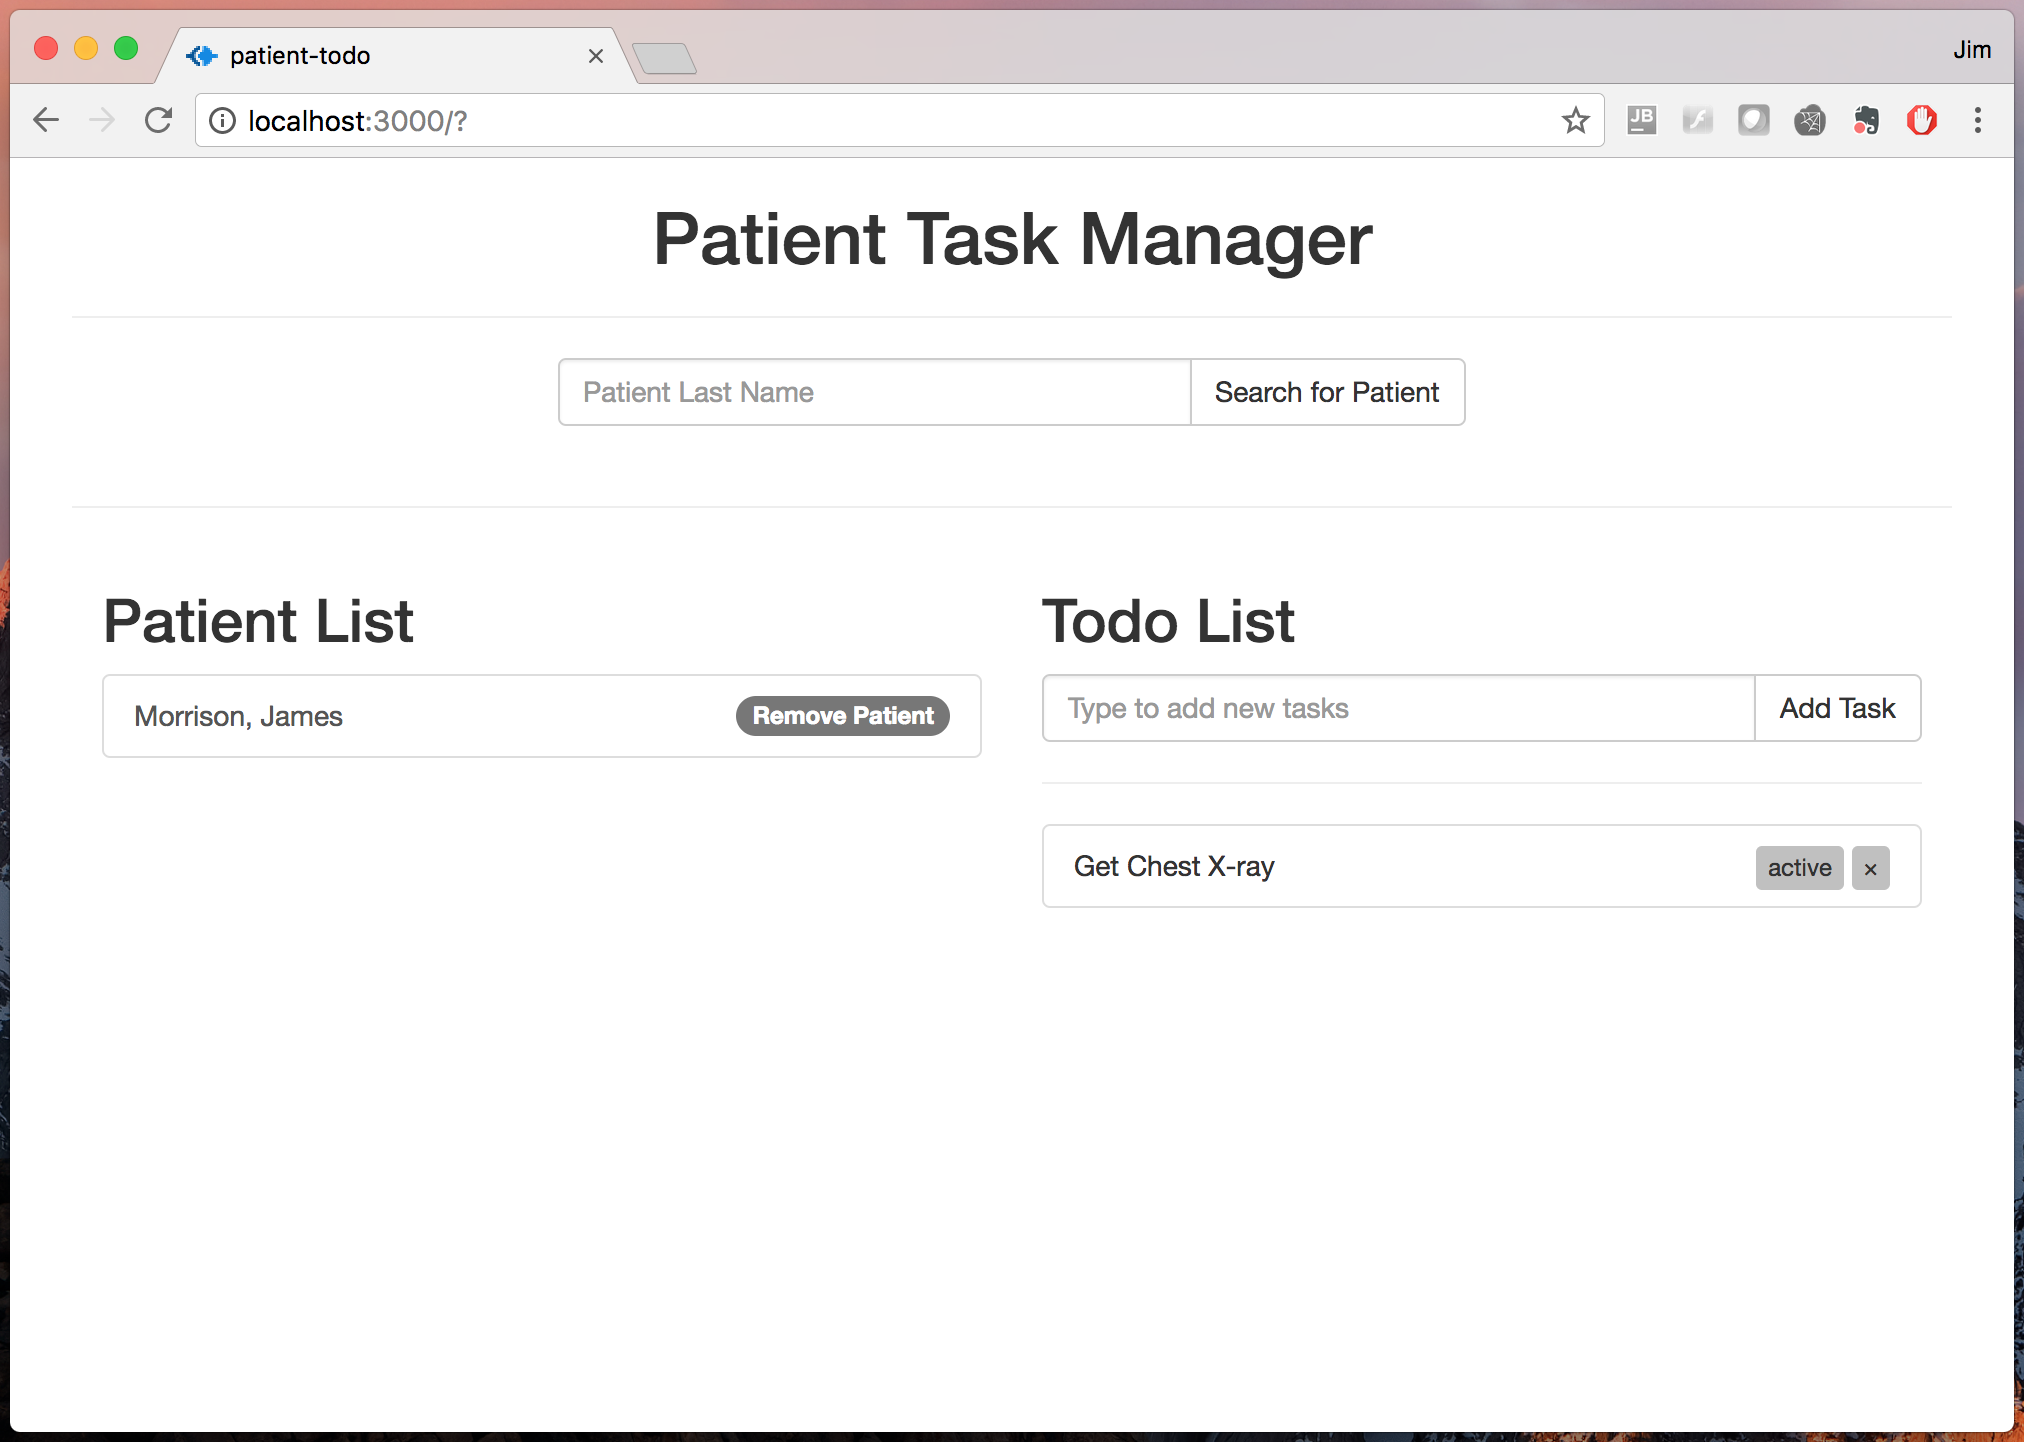 patient-todo
Jim
localhost:3000/?
JB
Patient Task Manager
Patient Last Name
Search for Patient
Patient List
Todo List
Morrison, James
Remove Patient
Type to add new tasks
Add Task
Get Chest X-ray
active ×